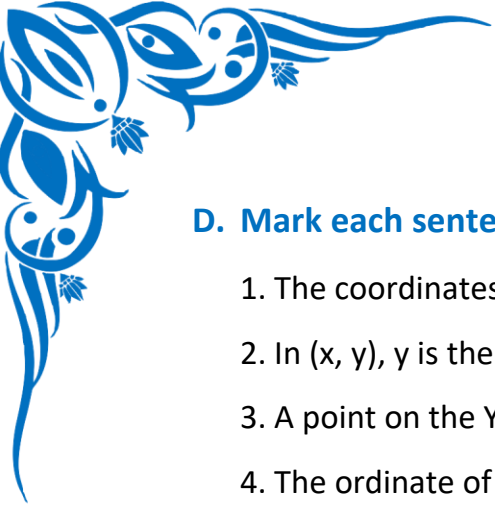 D. Mark each sente
1. The coordinates
2. In (x, y), y is the
3. A point on the Y
4. The ordinate of